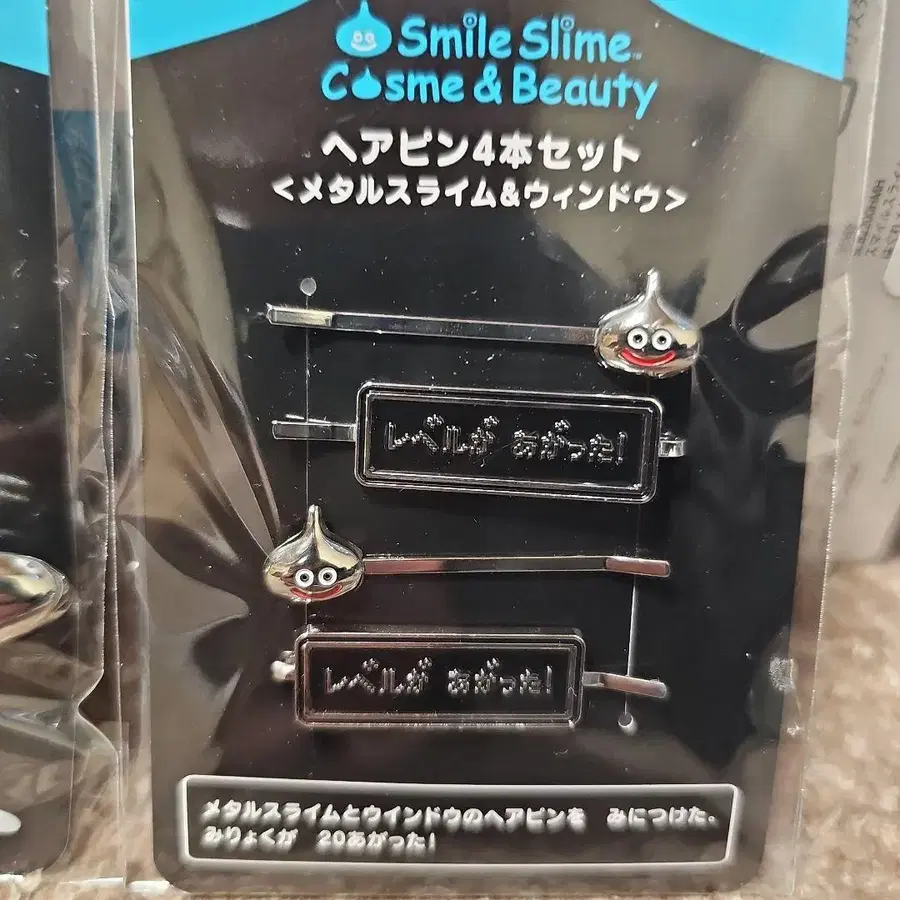 Smile Slime™
Cosme & Beauty
ヘアピン4本セット
<メタルスライム&ウィンドウ>
レベルが あがった!
レベルが あがった!
メタルスライムとウインドウのヘアピンを みにつけた。
みりょくが 20あがった!